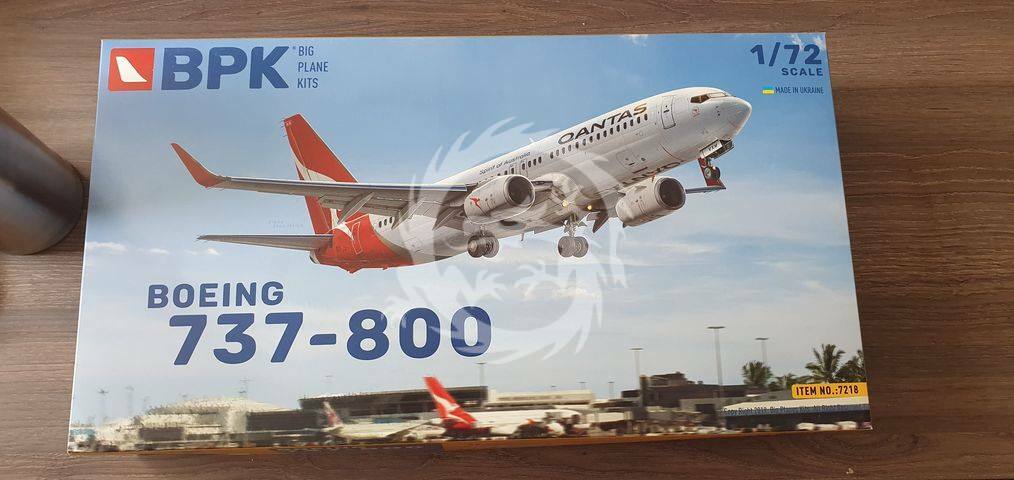 BPK
BIG
PLANE
KITS
1/72
SCALE
MADE IN UKRAINE
QANTAS
Spirit of Australia
BOEING
737-800
ITEM NO.:7218